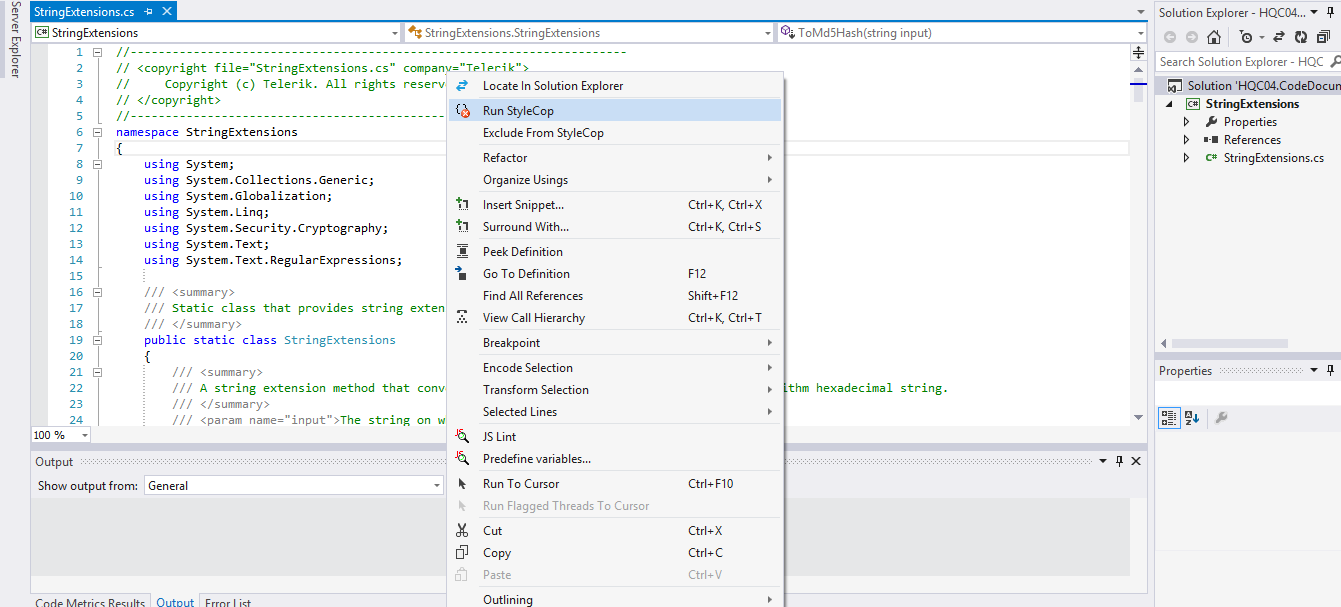 Server Explorer
StringExtensions.cs
StringExtensions
StringExtensions.StringExtensions
ToMd5Hash(string input)
1 //-----------------------------------------------------------------------
2 // <copyright file="StringExtensions.cs" company="Telerik">
3 //     Copyright (c) Telerik. All rights reserv
4 // </copyright>
5 //---------------------------------------------
6 namespace StringExtensions
7 {
8 using System;
9 using System.Collections.Generic;
10 using System.Globalization;
11 using System.Linq;
12 using System.Security.Cryptography;
13 using System.Text;
14 using System.Text.RegularExpressions;
15
16 /// <summary>
17 /// Static class that provides string exten
18 /// </summary>
19 public static class StringExtensions
20 {
21 /// <summary>
22 /// A string extension method that conv ithm hexadecimal string.
23 /// </summary>
24 /// <param name="input">The string on w
100 %
Locate In Solution Explorer
Run StyleCop
Exclude From StyleCop
Refactor
Organize Usings
Insert Snippet... Ctrl+K, Ctrl+X
Surround With... Ctrl+K, Ctrl+S
Peek Definition
Go To Definition F12
Find All References Shift+F12
View Call Hierarchy Ctrl+K, Ctrl+T
Breakpoint
Encode Selection
Transform Selection
Selected Lines
JS Lint
Predefine variables...
Run To Cursor Ctrl+F10
Run Flagged Threads To Cursor
Cut Ctrl+X
Copy Ctrl+C
Paste Ctrl+V
Outlining
Output
Show output from: General
Code Metrics Results Output Error List
Solution Explorer - HQC04...
Search Solution Explorer - HQC
Solution 'HQC04.CodeDocum
C# StringExtensions
Properties
References
C# StringExtensions.cs
Properties